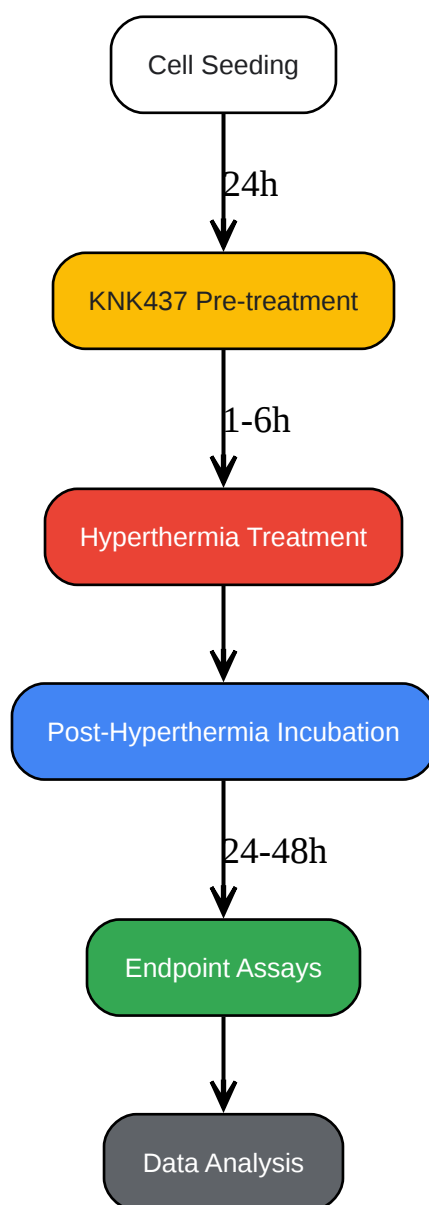 Cell Seeding
24h
KNK437 Pre-treatment
1-6h
Hyperthermia Treatment
Post-Hyperthermia Incubation
24-48h
Endpoint Assays
Data Analysis